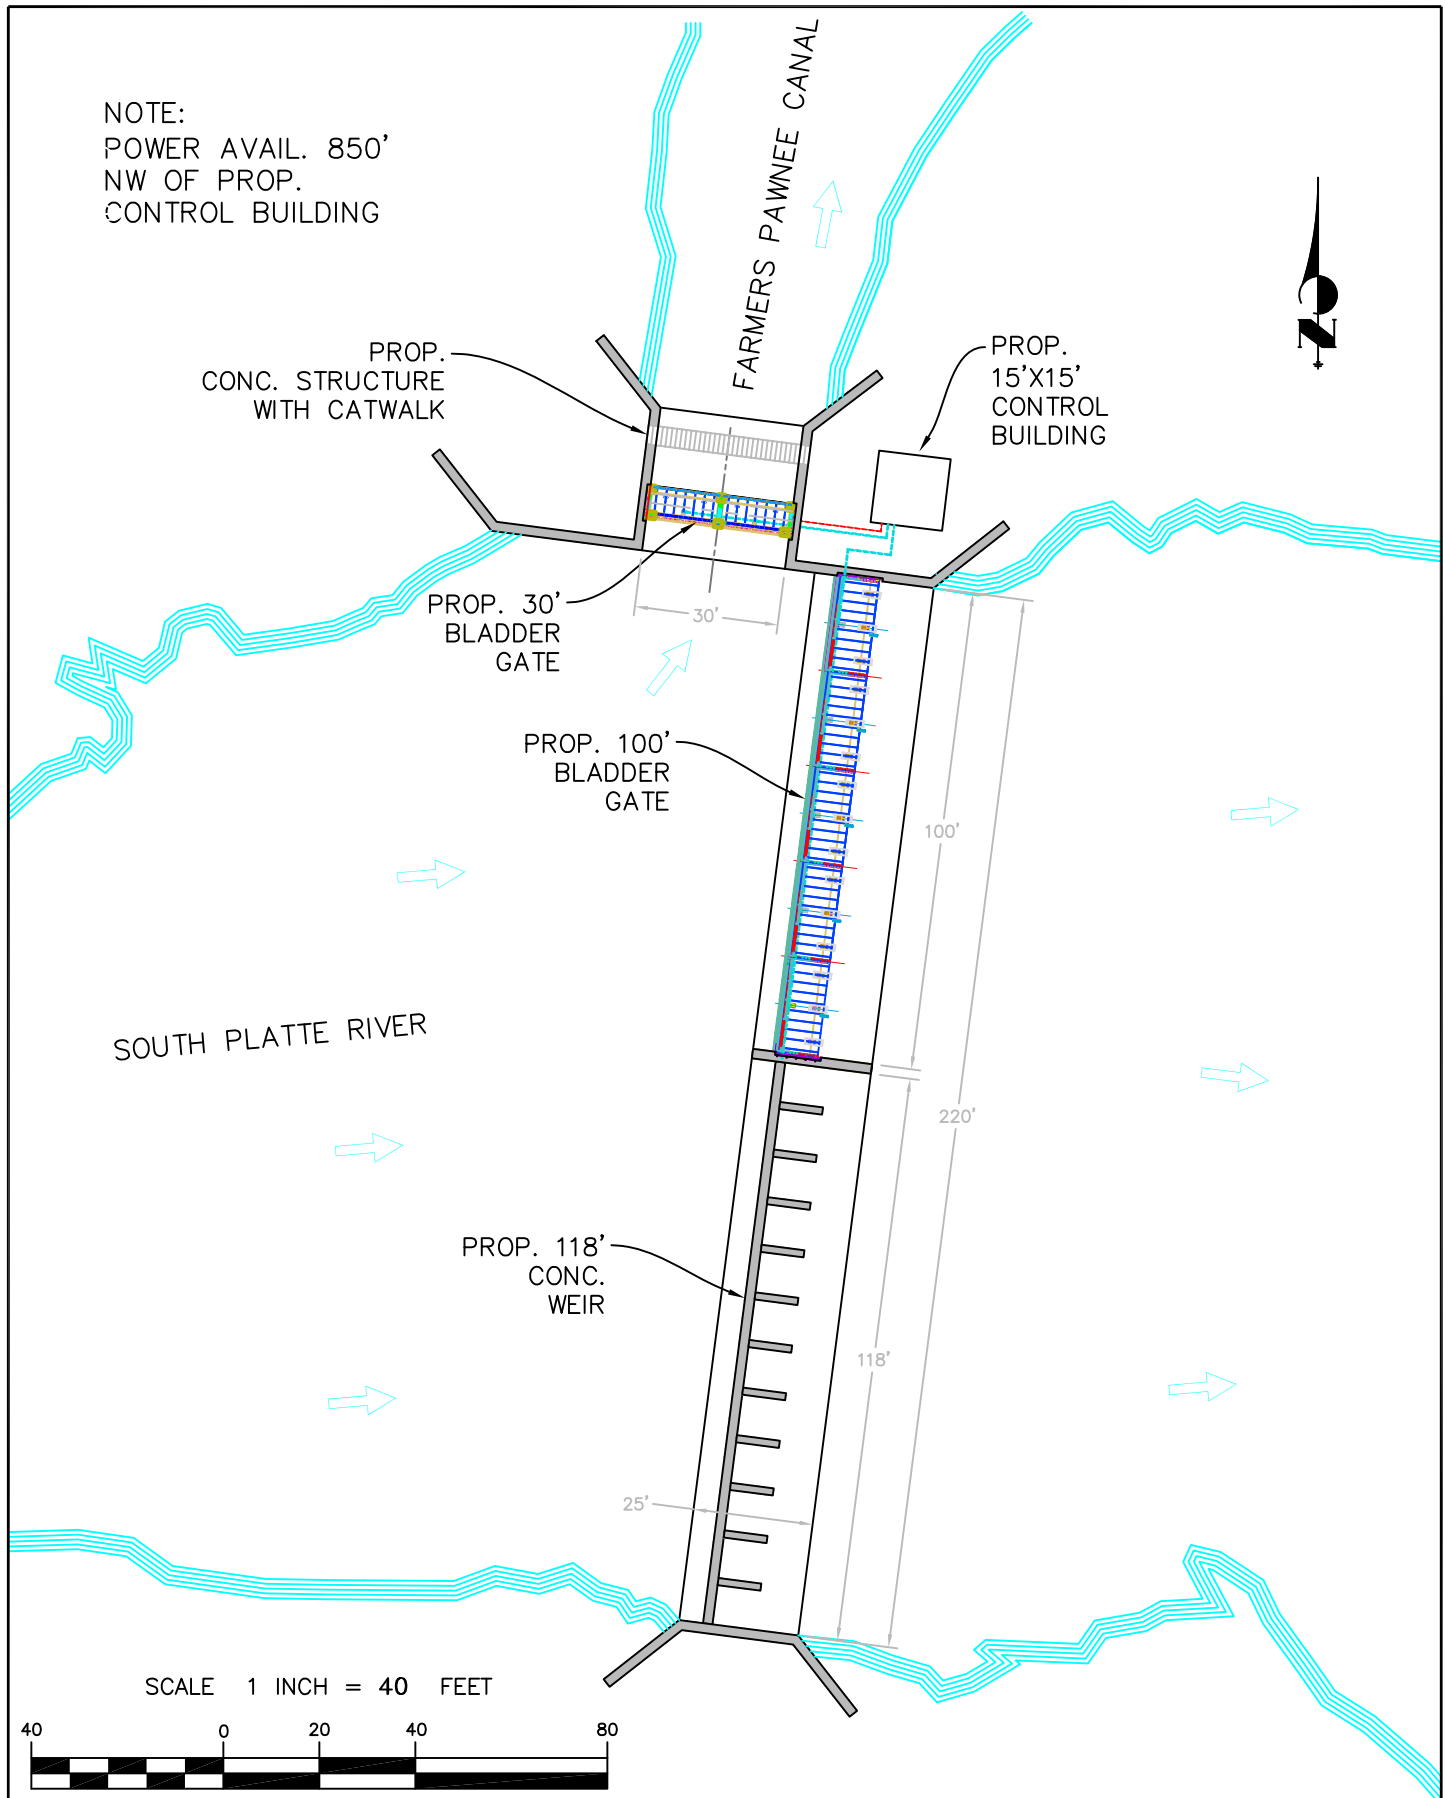 NOTE:
POWER AVAIL. 850'
NW OF PROP.
CONTROL BUILDING
FARMERS PAWNEE CANAL
N
PROP.
CONC. STRUCTURE
WITH CATWALK
PROP.
15'X15'
CONTROL
BUILDING
PROP. 30'
BLADDER
GATE
30'
PROP. 100'
BLADDER
GATE
100'
SOUTH PLATTE RIVER
220'
PROP. 118'
CONC.
WEIR
118'
25'
SCALE 1 INCH = 40 FEET
40 0 20 40 80